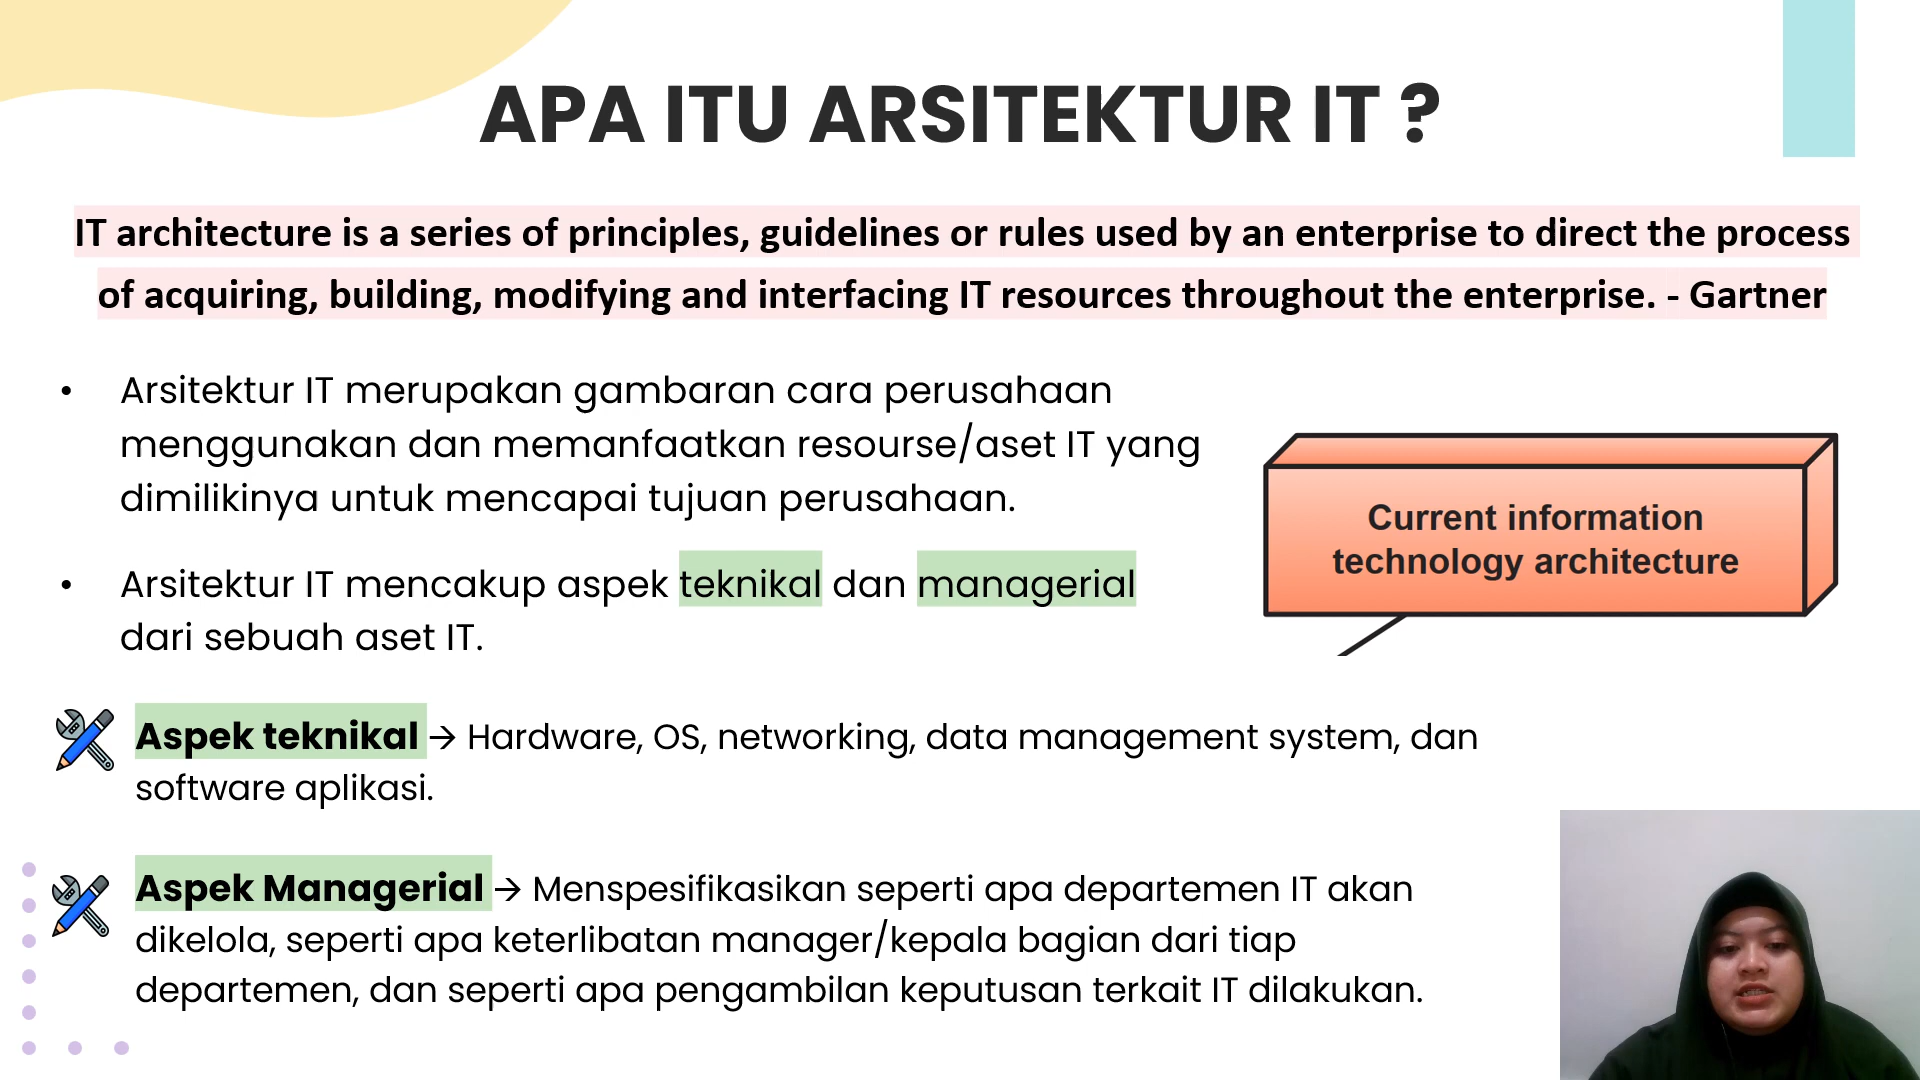 APA ITU ARSITEKTUR IT ?
IT architecture is a series of principles, guidelines or rules used by an enterprise to direct the process
of acquiring, building, modifying and interfacing IT resources throughout the enterprise. - Gartner
• Arsitektur IT merupakan gambaran cara perusahaan
menggunakan dan memanfaatkan resourse/aset IT yang
dimilikinya untuk mencapai tujuan perusahaan.
• Arsitektur IT mencakup aspek teknikal dan managerial
dari sebuah aset IT.
Current information
technology architecture
Aspek teknikal → Hardware, OS, networking, data management system, dan
software aplikasi.
Aspek Managerial → Menspesifikasikan seperti apa departemen IT akan
dikelola, seperti apa keterlibatan manager/kepala bagian dari tiap
departemen, dan seperti apa pengambilan keputusan terkait IT dilakukan.